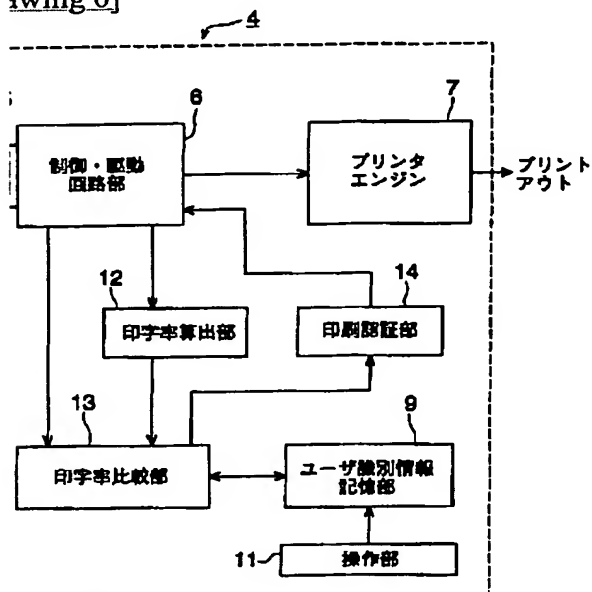 wing 6]
4
6
制御・駆動
回路部
7
プリンタ
エンジン
プリント
アウト
12
印字率算出部
14
印刷認証部
13
印字率比較部
9
ユーザ識別情報
記憶部
11
操作部